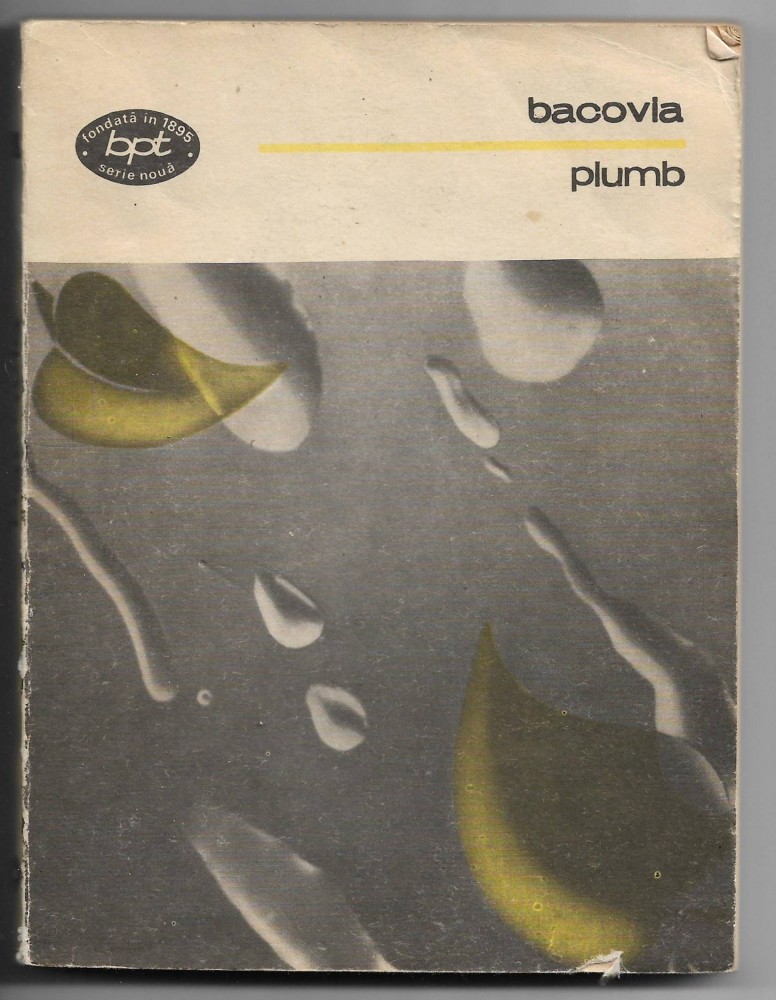 fondată în 1895
bpt
serie nouă
bacovia
plumb